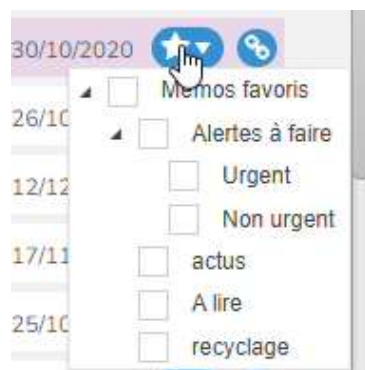 30/10/2020
Mémos favoris
26/10
Alertes à faire
Urgent
12/12
Non urgent
17/11
actus
A lire
25/10
recyclage